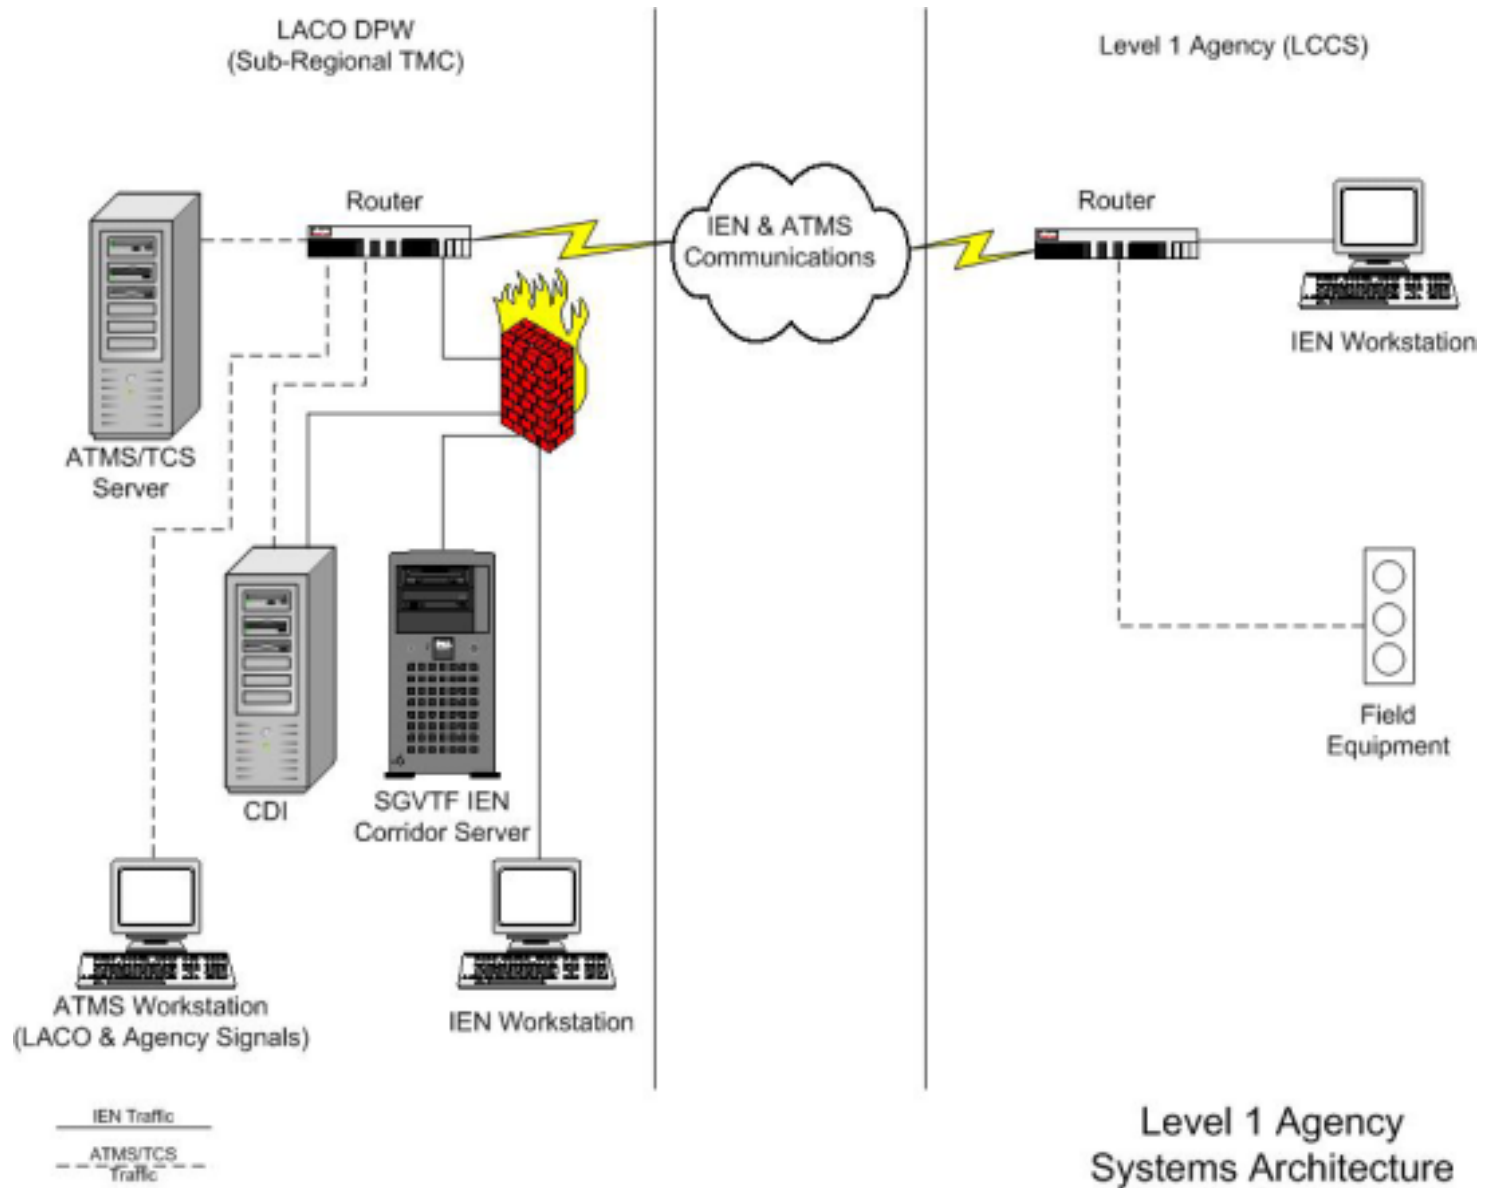 LACO DPW
(Sub-Regional TMC)
Level 1 Agency (LCCS)
Router
IEN & ATMS
Communications
Router
IEN Workstation
ATMS/TCS
Server
CDI
SGVTF IEN
Corridor Server
Field
Equipment
ATMS Workstation
(LACO & Agency Signals)
IEN Workstation
IEN Traffic
ATMS/TCS
Traffic
Level 1 Agency
Systems Architecture